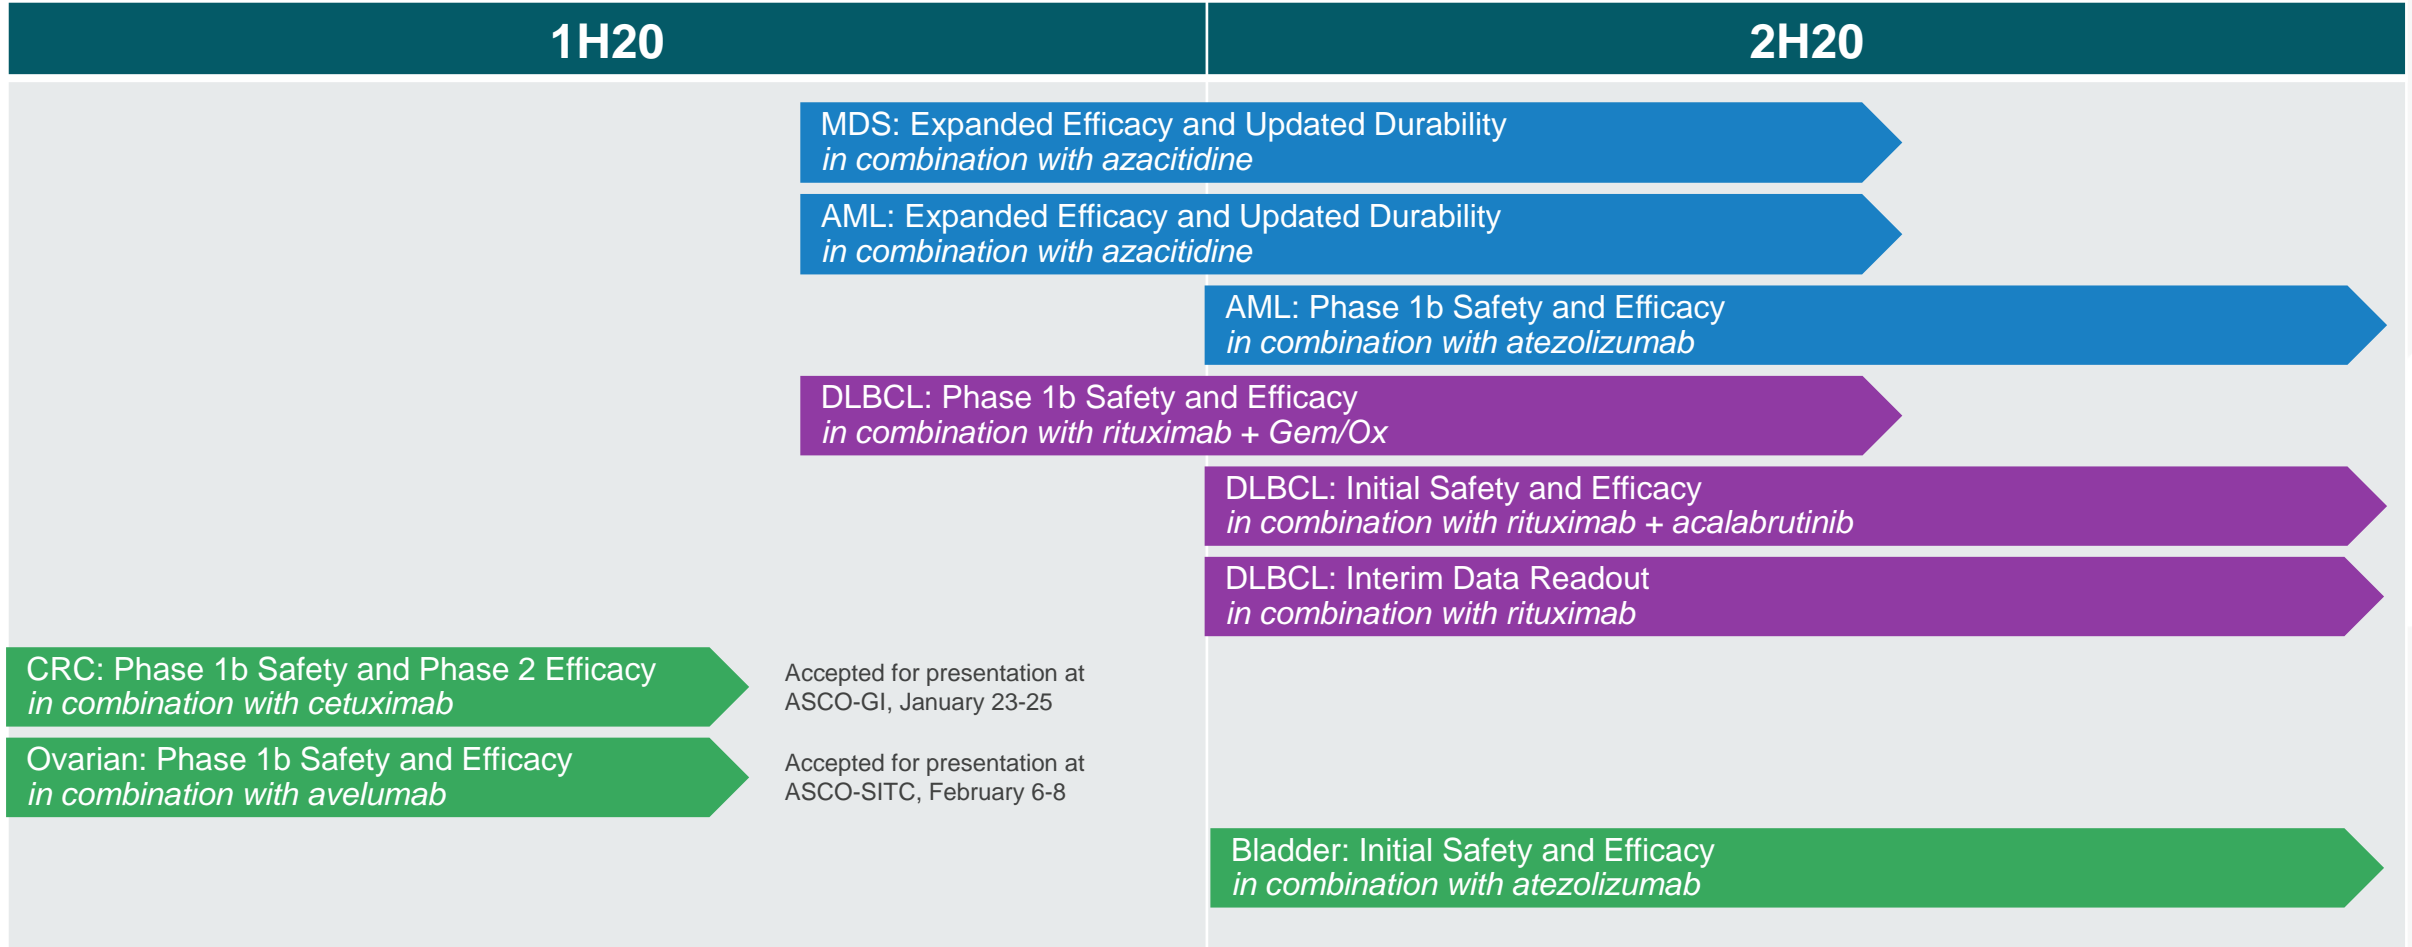 1H20
2H20
MDS: Expanded Efficacy and Updated Durability
in combination with azacitidine
AML: Expanded Efficacy and Updated Durability
in combination with azacitidine
AML: Phase 1b Safety and Efficacy
in combination with atezolizumab
DLBCL: Phase 1b Safety and Efficacy
in combination with rituximab + Gem/Ox
DLBCL: Initial Safety and Efficacy
in combination with rituximab + acalabrutinib
DLBCL: Interim Data Readout
in combination with rituximab
CRC: Phase 1b Safety and Phase 2 Efficacy
in combination with cetuximab
Accepted for presentation at
ASCO-GI, January 23-25
Ovarian: Phase 1b Safety and Efficacy
in combination with avelumab
Accepted for presentation at
ASCO-SITC, February 6-8
Bladder: Initial Safety and Efficacy
in combination with atezolizumab